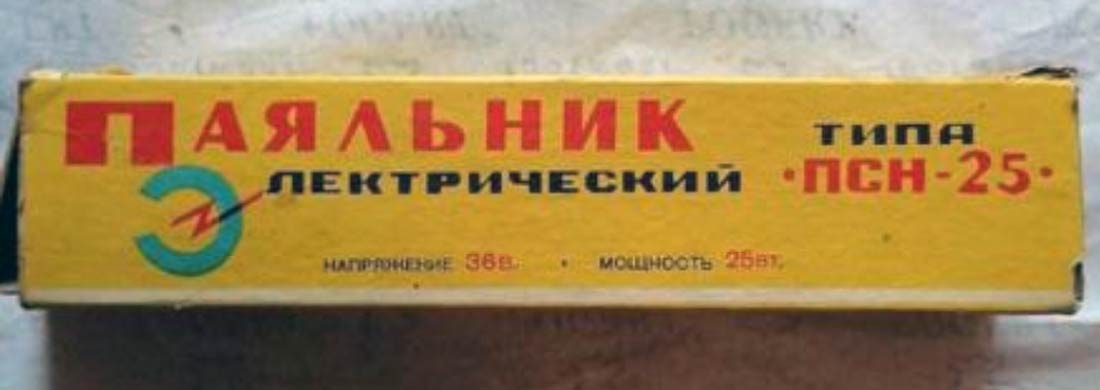 ПАЯЛЬНИК
ЭЛЕКТРИЧЕСКИЙ
ТИПА
·ПСН-25·
НАПРЯЖЕНИЕ 36в. · МОЩНОСТЬ 25вт.